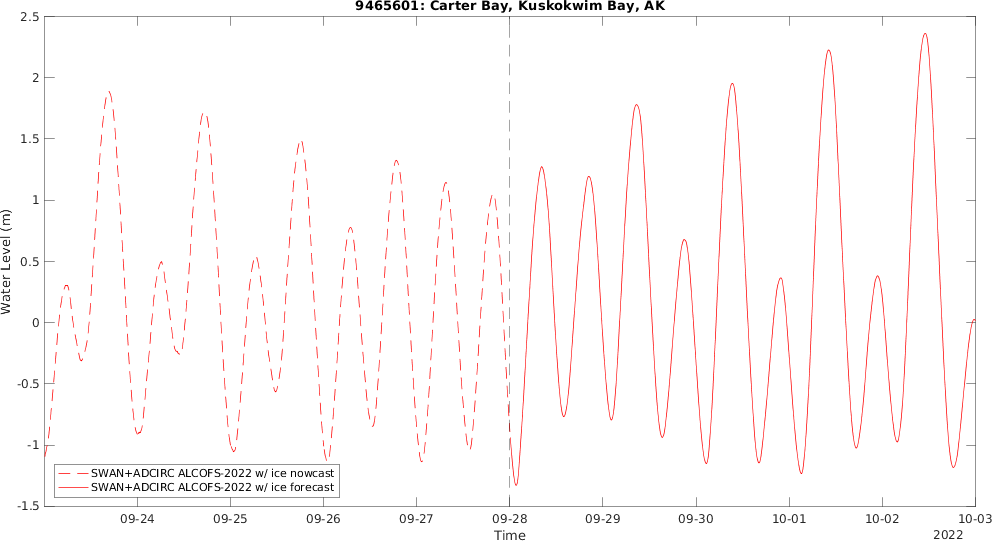 9465601: Carter Bay, Kuskokwim Bay, AK
2.5
2
1.5
1
0.5
0
-0.5
-1
-1.5
Water Level (m)
SWAN+ADCIRC ALCOFS-2022 w/ ice nowcast
SWAN+ADCIRC ALCOFS-2022 w/ ice forecast
09-24 09-25 09-26 09-27 09-28 09-29 09-30 10-01 10-02 10-03
Time
2022